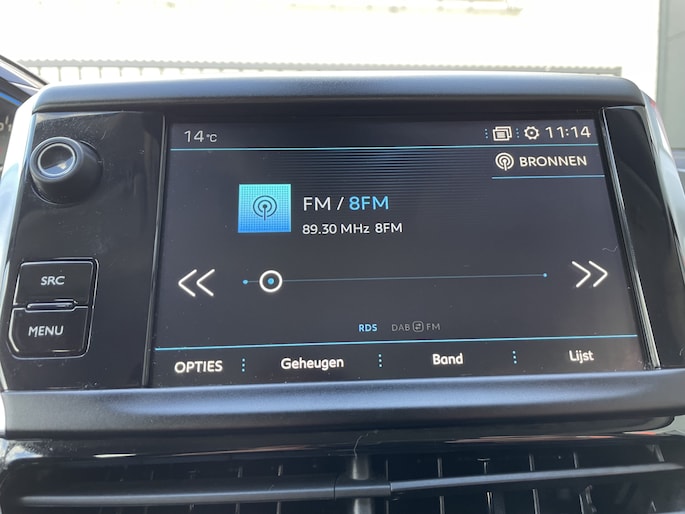 14 °C
11:14
BRONNEN
FM / 8FM
89.30 MHz 8FM
SRC
MENU
RDS DAB FM
OPTIES Geheugen Band Lijst